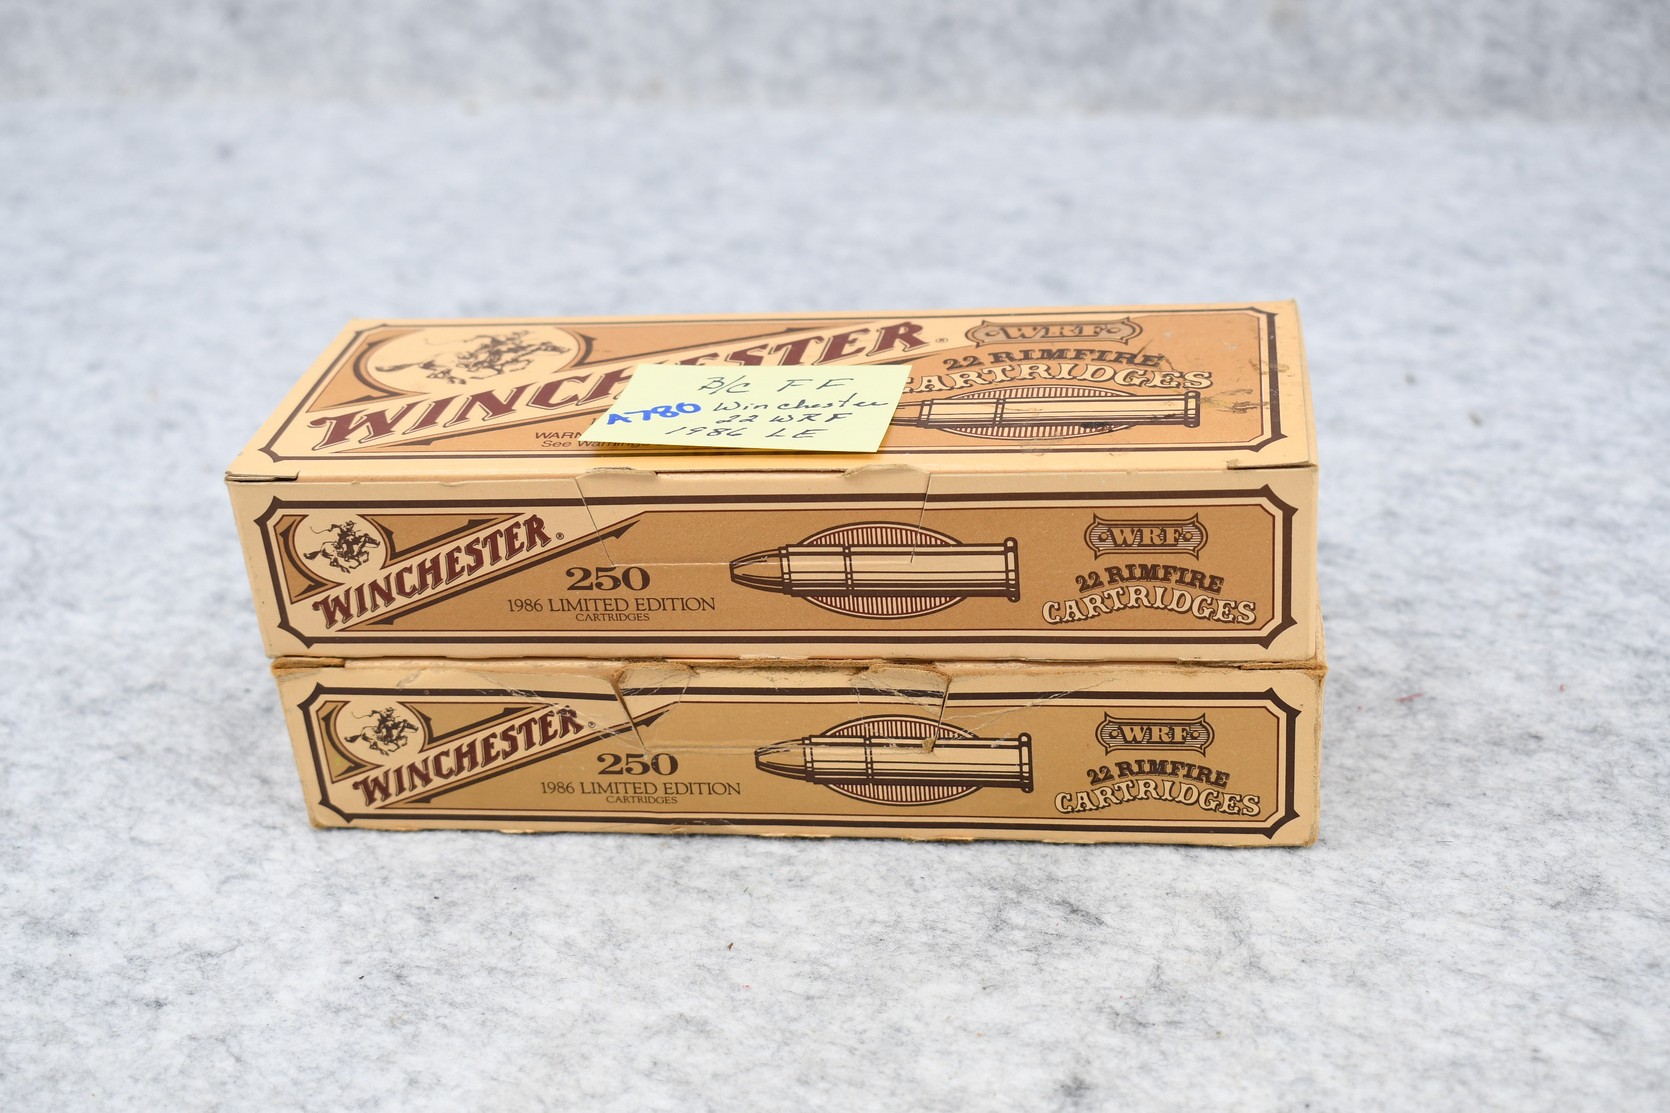 WINCHESTER®
WRF
22 RIMFIRE
CARTRIDGES
WARN
See Warnings
B/C FF
A780 Winchester
22 WRF
1986 LE
WINCHESTER®
250
1986 LIMITED EDITION
CARTRIDGES
WRF
22 RIMFIRE
CARTRIDGES
WINCHESTER®
250
1986 LIMITED EDITION
CARTRIDGES
WRF
22 RIMFIRE
CARTRIDGES